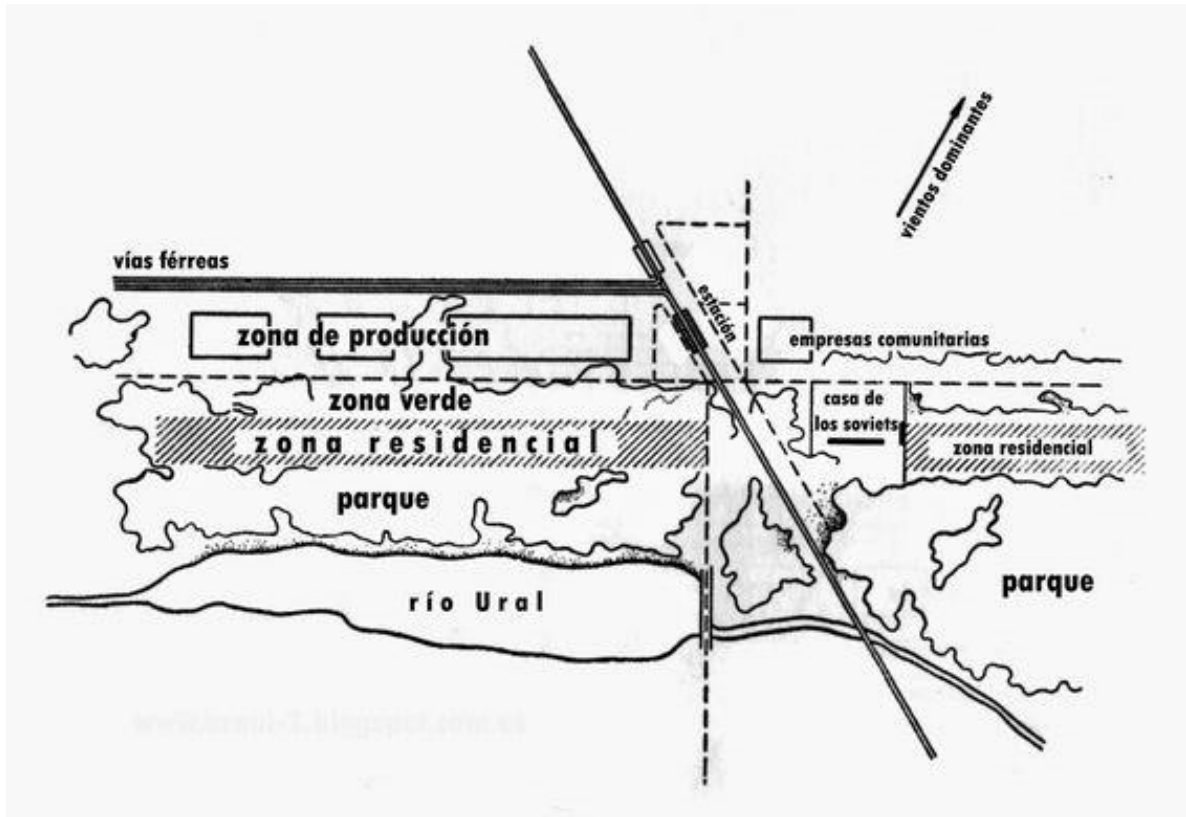 vientos dominantes
vías férreas
estación
zona de producción
empresas comunitarias
zona verde
casa de
los soviets
zona residencial
zona residencial
parque
parque
río Ural